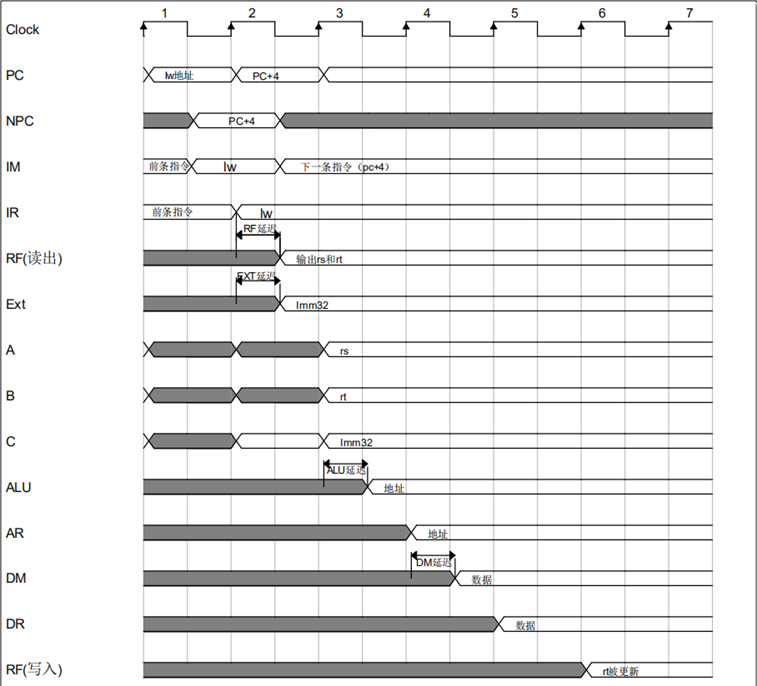 1 2 3 4 5 6 7
Clock
PC lw地址 PC+4
NPC PC+4
IM 前条指令 lw 下一条指令（pc+4）
IR 前条指令 lw
RF延迟
RF(读出) 输出rs和rt
EXT延迟
Ext Imm32
A rs
B rt
C Imm32
ALU延迟
ALU 地址
AR 地址
DM延迟
DM 数据
DR 数据
RF(写入) rt被更新